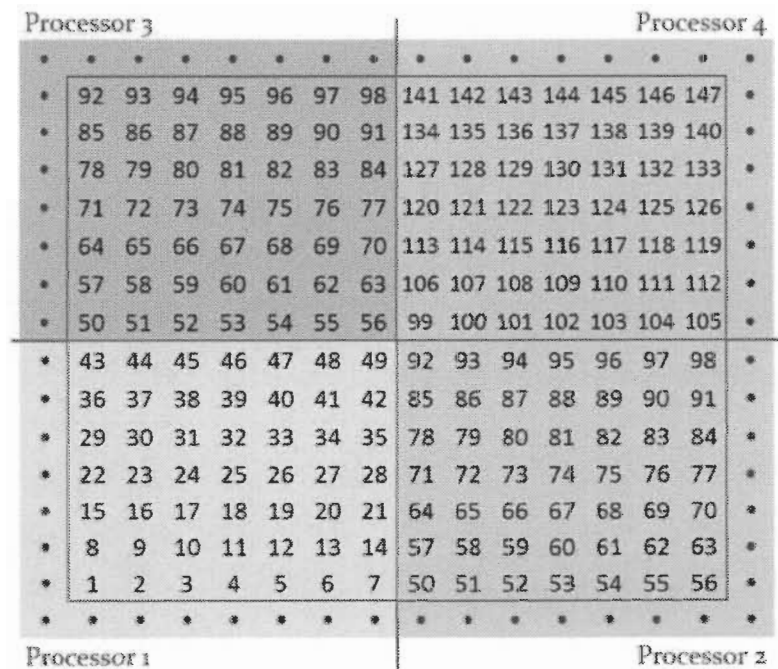 Processor 3 Processor 4
92 93 94 95 96 97 98 141 142 143 144 145 146 147
85 86 87 88 89 90 91 134 135 136 137 138 139 140
78 79 80 81 82 83 84 127 128 129 130 131 132 133
71 72 73 74 75 76 77 120 121 122 123 124 125 126
64 65 66 67 68 69 70 113 114 115 116 117 118 119
57 58 59 60 61 62 63 106 107 108 109 110 111 112
50 51 52 53 54 55 56 99 100 101 102 103 104 105
43 44 45 46 47 48 49 92 93 94 95 96 97 98
36 37 38 39 40 41 42 85 86 87 88 89 90 91
29 30 31 32 33 34 35 78 79 80 81 82 83 84
22 23 24 25 26 27 28 71 72 73 74 75 76 77
15 16 17 18 19 20 21 64 65 66 67 68 69 70
8 9 10 11 12 13 14 57 58 59 60 61 62 63
1 2 3 4 5 6 7 50 51 52 53 54 55 56
Processor 1 Processor 2